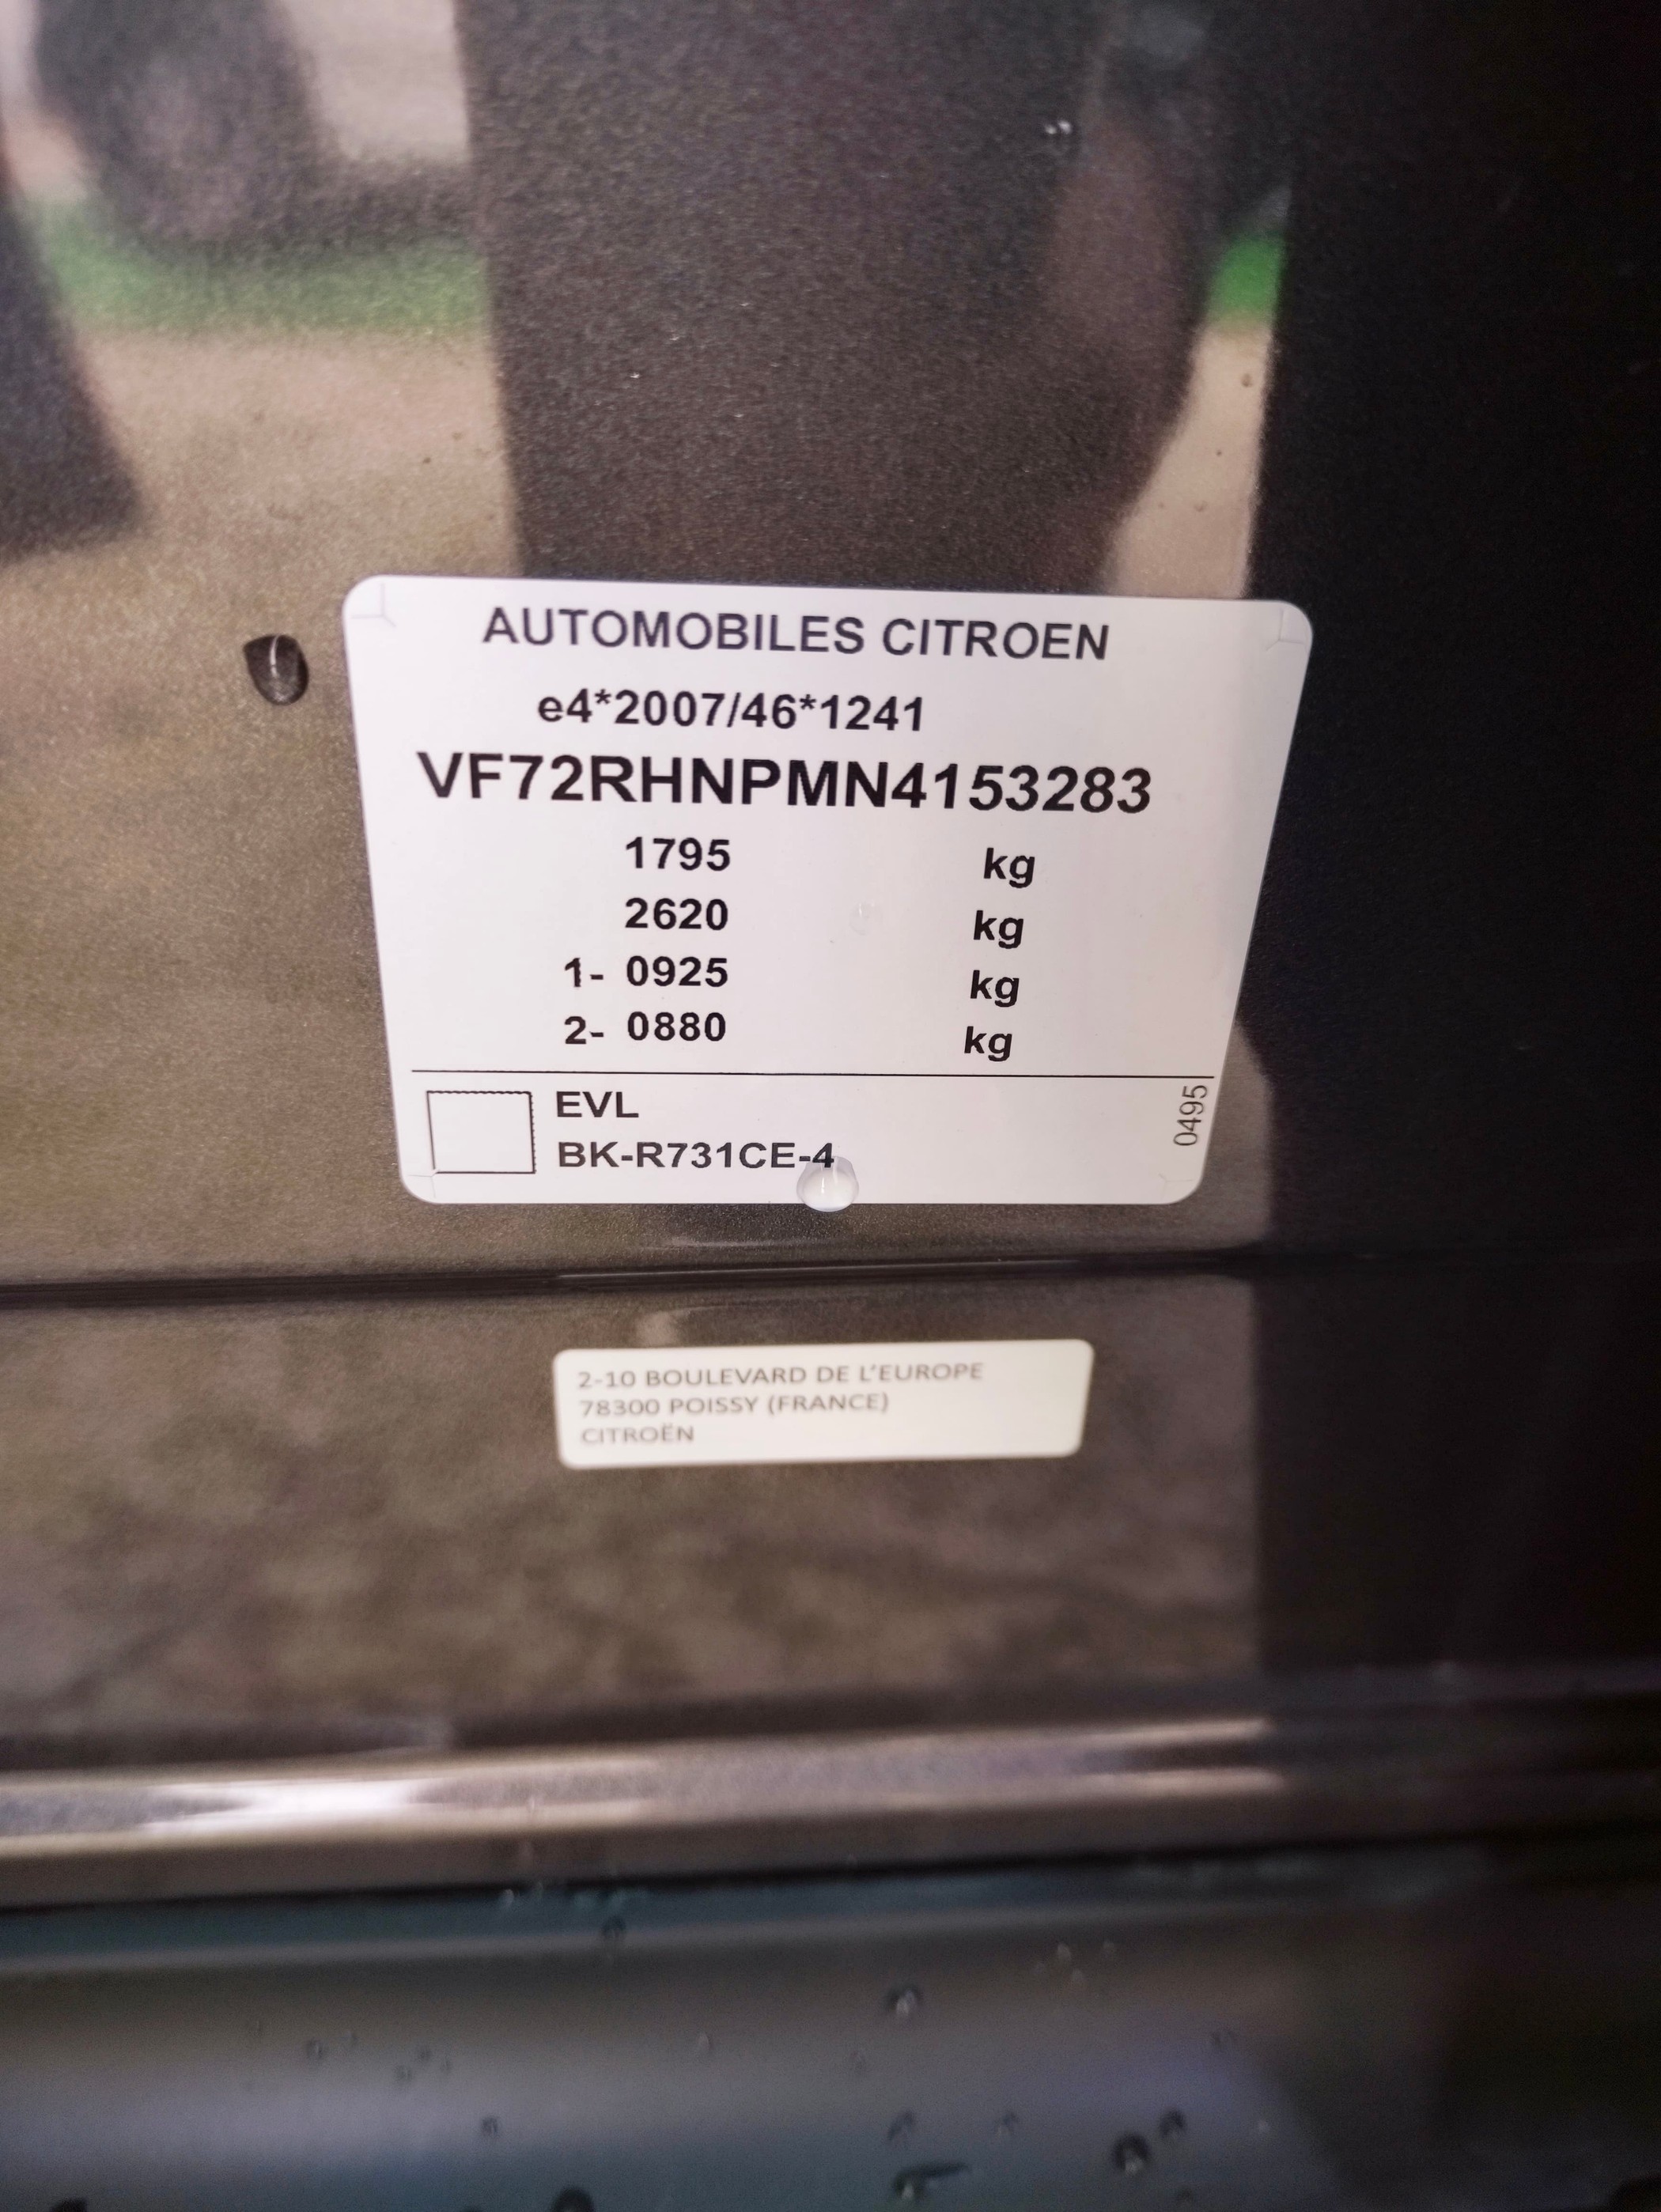 AUTOMOBILES CITROEN
e4*2007/46*1241
VF72RHNPMN4153283
1795 kg
2620 kg
1- 0925 kg
2- 0880 kg
EVL
BK-R731CE-4
0495
2-10 BOULEVARD DE L'EUROPE
78300 POISSY (FRANCE)
CITROËN